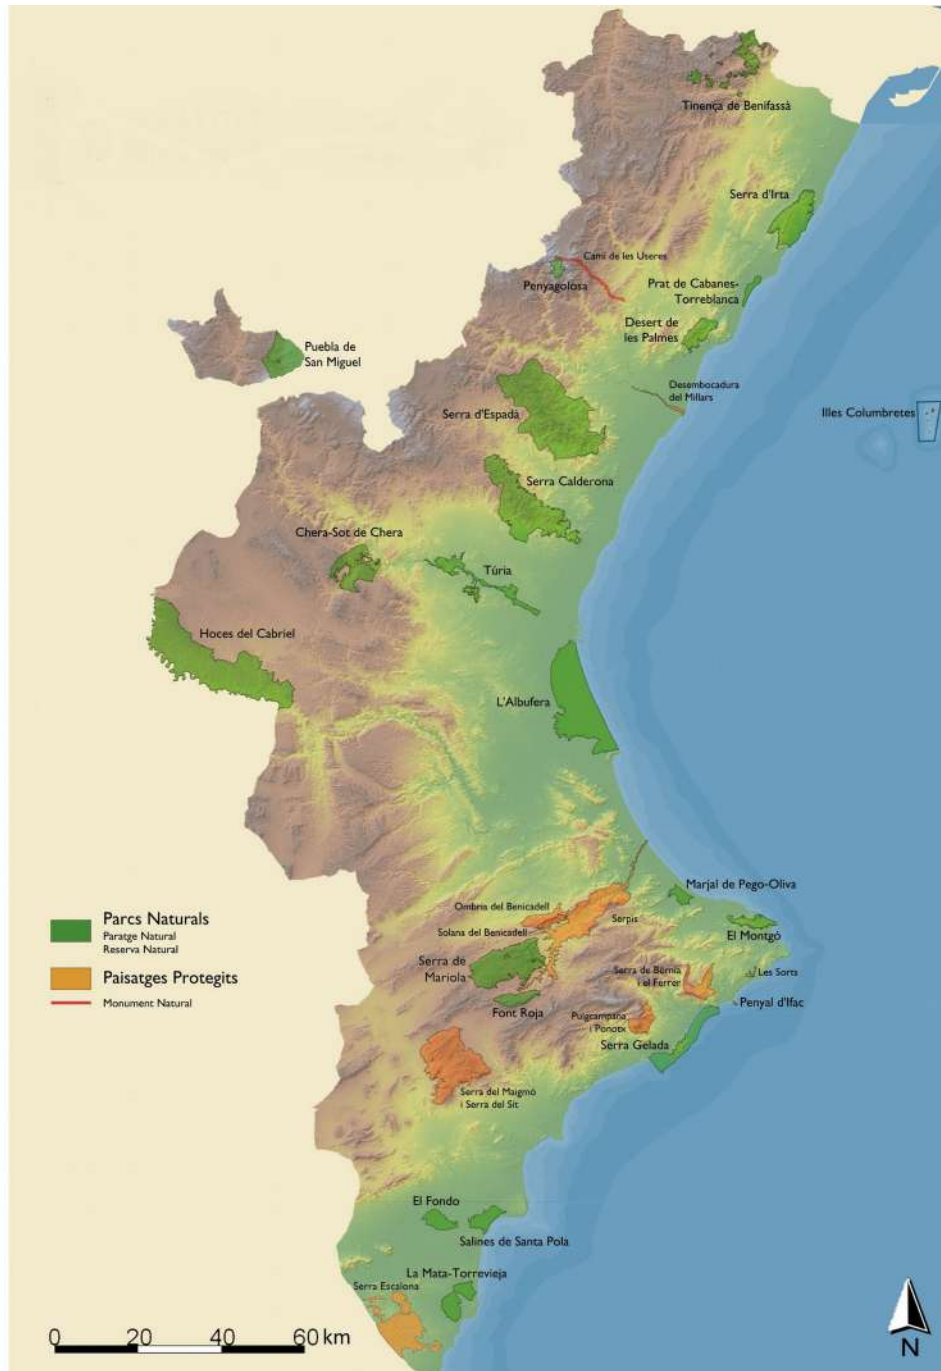 Tinença de Benifassà
Serra d'Irta
Camí de les Useres
Penyagolosa
Prat de Cabanes-
Torreblanca
Desert de
les Palmes
Puebla de
San Miguel
Desembocadura
del Millars
Illes Columbretes
Serra d'Espadà
Serra Calderona
Chera-Sot de Chera
Túria
Hoces del Cabriel
L'Albufera
Marjal de Pego-Oliva
Ombria del Benicadell
Serpis
El Montgó
Solana del Benicadell
Serra de
Mariola
Serra de Bèrnia
i el Ferrer
Les Sorts
Penyal d'Ifac
Font Roja
Puigcampana
i Ponotx
Serra Gelada
Serra del Maigmó
i Serra del Sit
El Fondo
Salines de Santa Pola
La Mata-Torrevieja
Serra Escalona
Parcs Naturals
Paratge Natural
Reserva Natural
Paisatges Protegits
Monument Natural
0 20 40 60 km
N